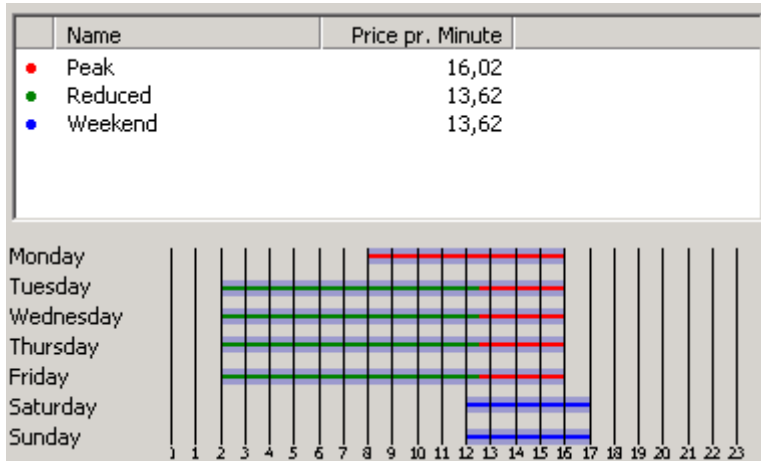 Name Price pr. Minute
Peak 16,02
Reduced 13,62
Weekend 13,62
Monday
Tuesday
Wednesday
Thursday
Friday
Saturday
Sunday
1 1 2 3 4 5 6 7 8 9 10 11 12 13 14 15 16 17 18 19 20 21 22 23